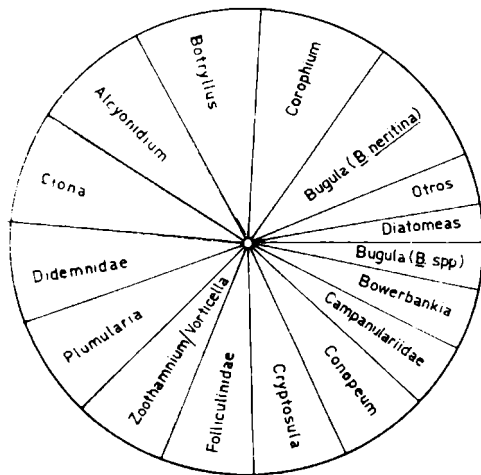 Botryllus
Corophium
Bugula (B. neritina)
Otros
Diatomeas
Bugula (B. spp)
Bowerbankia
Campanulariidae
Conopeum
Cryptosula
Folliculinidae
Zoothamnium/Vorticella
Plumularia
Didemnidae
Ciona
Alcyonidium